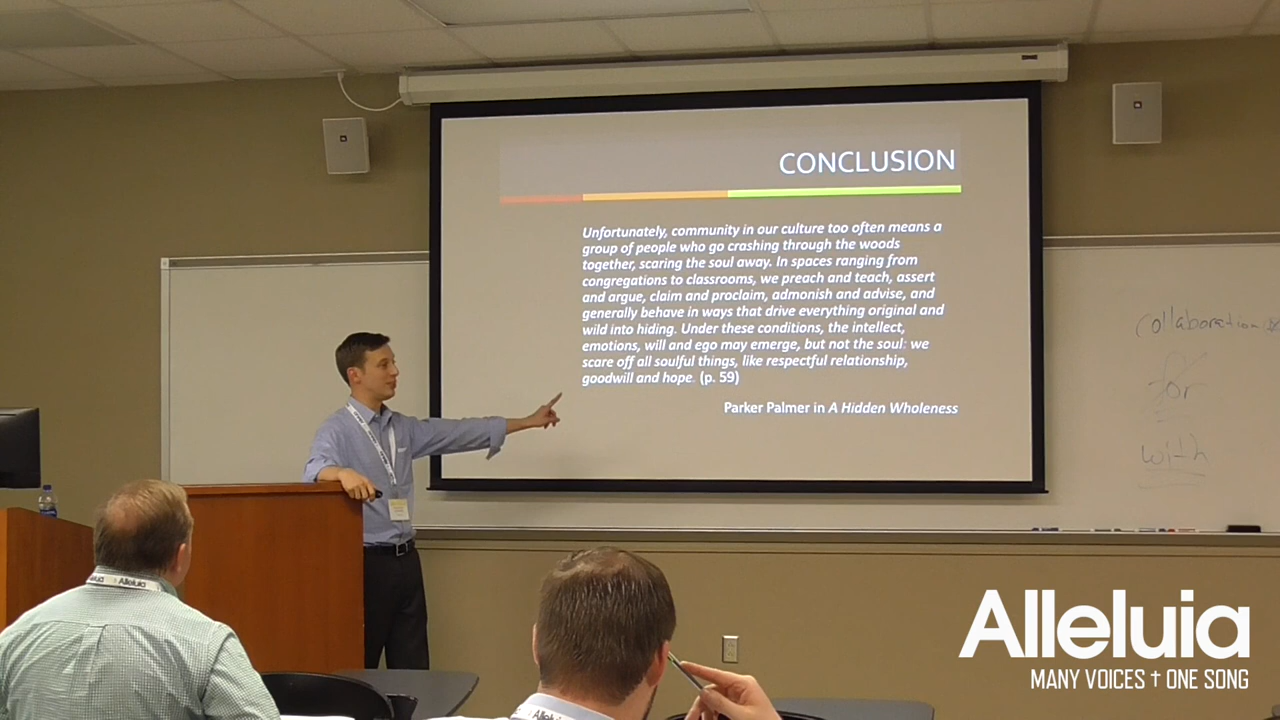 CONCLUSION
Unfortunately, community in our culture too often means a
group of people who go crashing through the woods
together, scaring the soul away. In spaces ranging from
congregations to classrooms, we preach and teach, assert
and argue, claim and proclaim, admonish and advise, and
generally behave in ways that drive everything original and
wild into hiding. Under these conditions, the intellect,
emotions, will and ego may emerge, but not the soul: we
scare off all soulful things, like respectful relationship,
goodwill and hope. (p. 59)
Parker Palmer in A Hidden Wholeness
Collaboration
for
with
Alleluia
Alleluia
MANY VOICES † ONE SONG